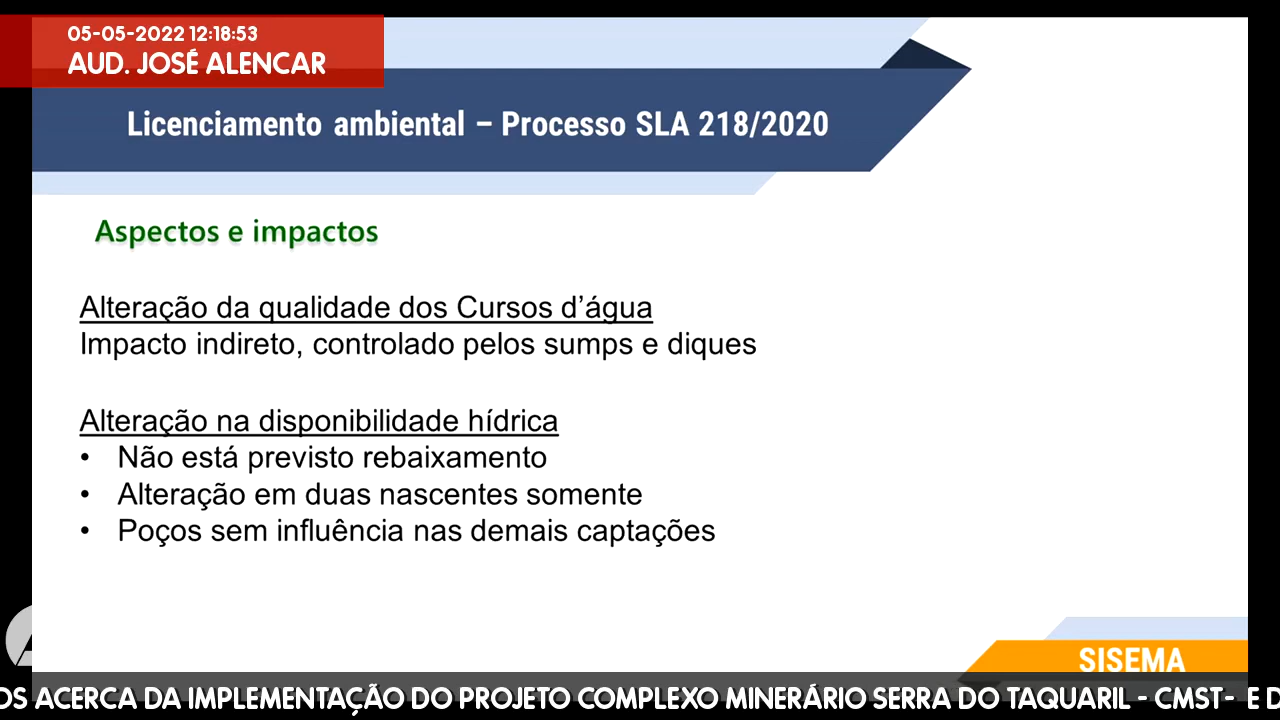 05-05-2022 12:18:53
AUD. JOSÉ ALENCAR
Licenciamento ambiental – Processo SLA 218/2020
Aspectos e impactos
Alteração da qualidade dos Cursos d’água
Impacto indireto, controlado pelos sumps e diques
Alteração na disponibilidade hídrica
• Não está previsto rebaixamento
• Alteração em duas nascentes somente
• Poços sem influência nas demais captações
SISEMA
OS ACERCA DA IMPLEMENTAÇÃO DO PROJETO COMPLEXO MINERÁRIO SERRA DO TAQUARIL - CMST- E D